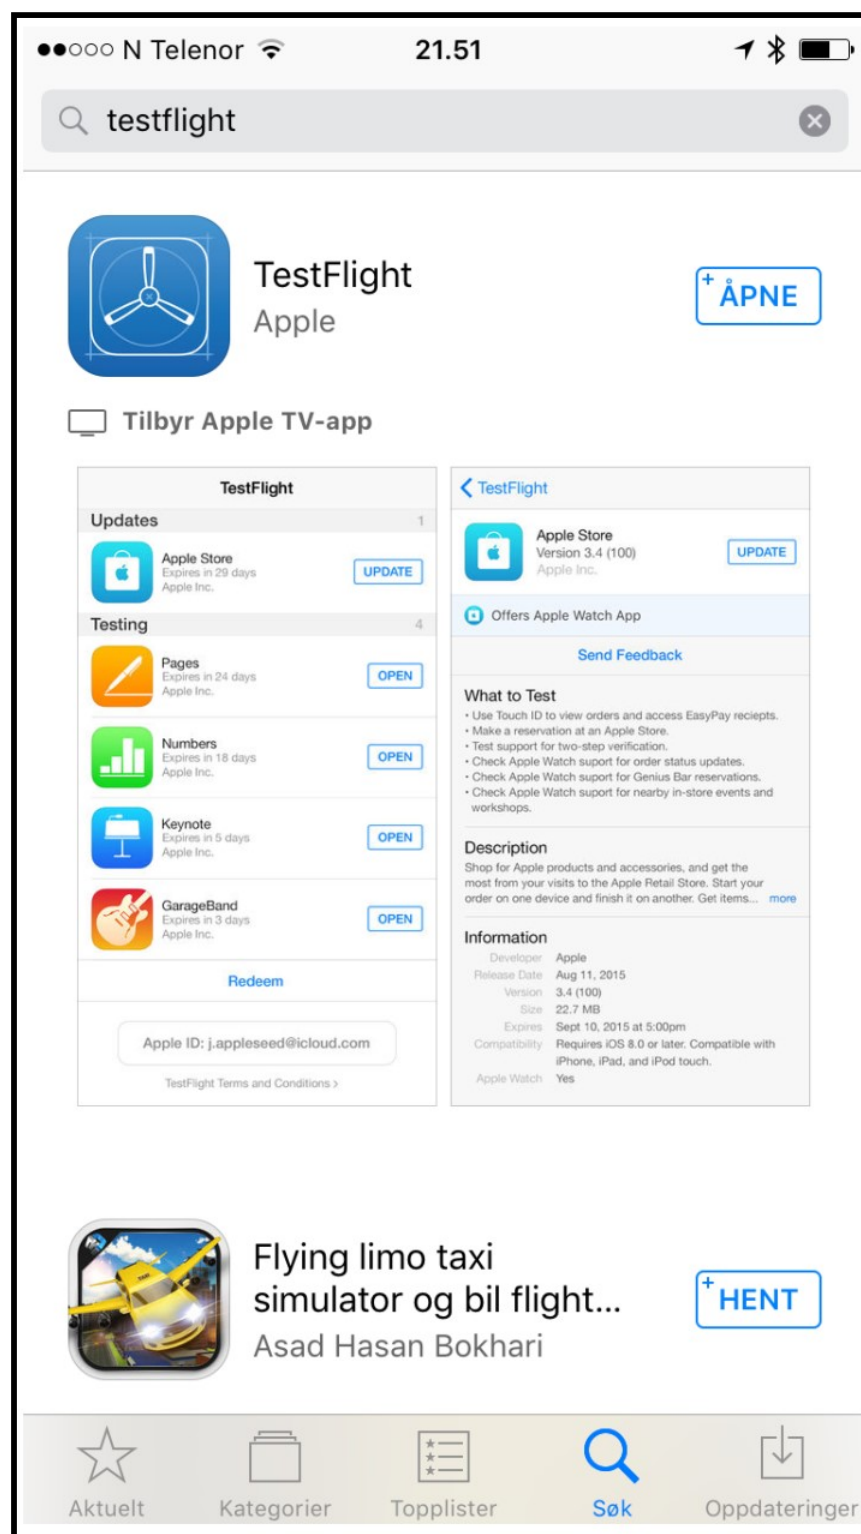 N Telenor 21.51
testflight
TestFlight
Apple
+ ÅPNE
Tilbyr Apple TV-app
TestFlight
Updates 1
Apple Store
Expires in 29 days
Apple Inc.
UPDATE
Testing 4
Pages
Expires in 24 days
Apple Inc.
OPEN
Numbers
Expires in 18 days
Apple Inc.
OPEN
Keynote
Expires in 5 days
Apple Inc.
OPEN
GarageBand
Expires in 3 days
Apple Inc.
OPEN
Redeem
Apple ID: j.appleseed@icloud.com
TestFlight Terms and Conditions >
TestFlight
Apple Store
Version 3.4 (100)
Apple Inc.
UPDATE
Offers Apple Watch App
Send Feedback
What to Test
• Use Touch ID to view orders and access EasyPay reciepts.
• Make a reservation at an Apple Store.
• Test support for two-step verification.
• Check Apple Watch suport for order status updates.
• Check Apple Watch suport for Genius Bar reservations.
• Check Apple Watch suport for nearby in-store events and
workshops.
Description
Shop for Apple products and accessories, and get the
most from your visits to the Apple Retail Store. Start your
order on one device and finish it on another. Get items... more
Information
Developer Apple
Release Date Aug 11, 2015
Version 3.4 (100)
Size 22.7 MB
Expires Sept 10, 2015 at 5:00pm
Compatibility Requires iOS 8.0 or later. Compatible with
iPhone, iPad, and iPod touch.
Apple Watch Yes
Flying limo taxi
simulator og bil flight...
Asad Hasan Bokhari
+ HENT
Aktuelt Kategorier Topplister Søk Oppdateringer